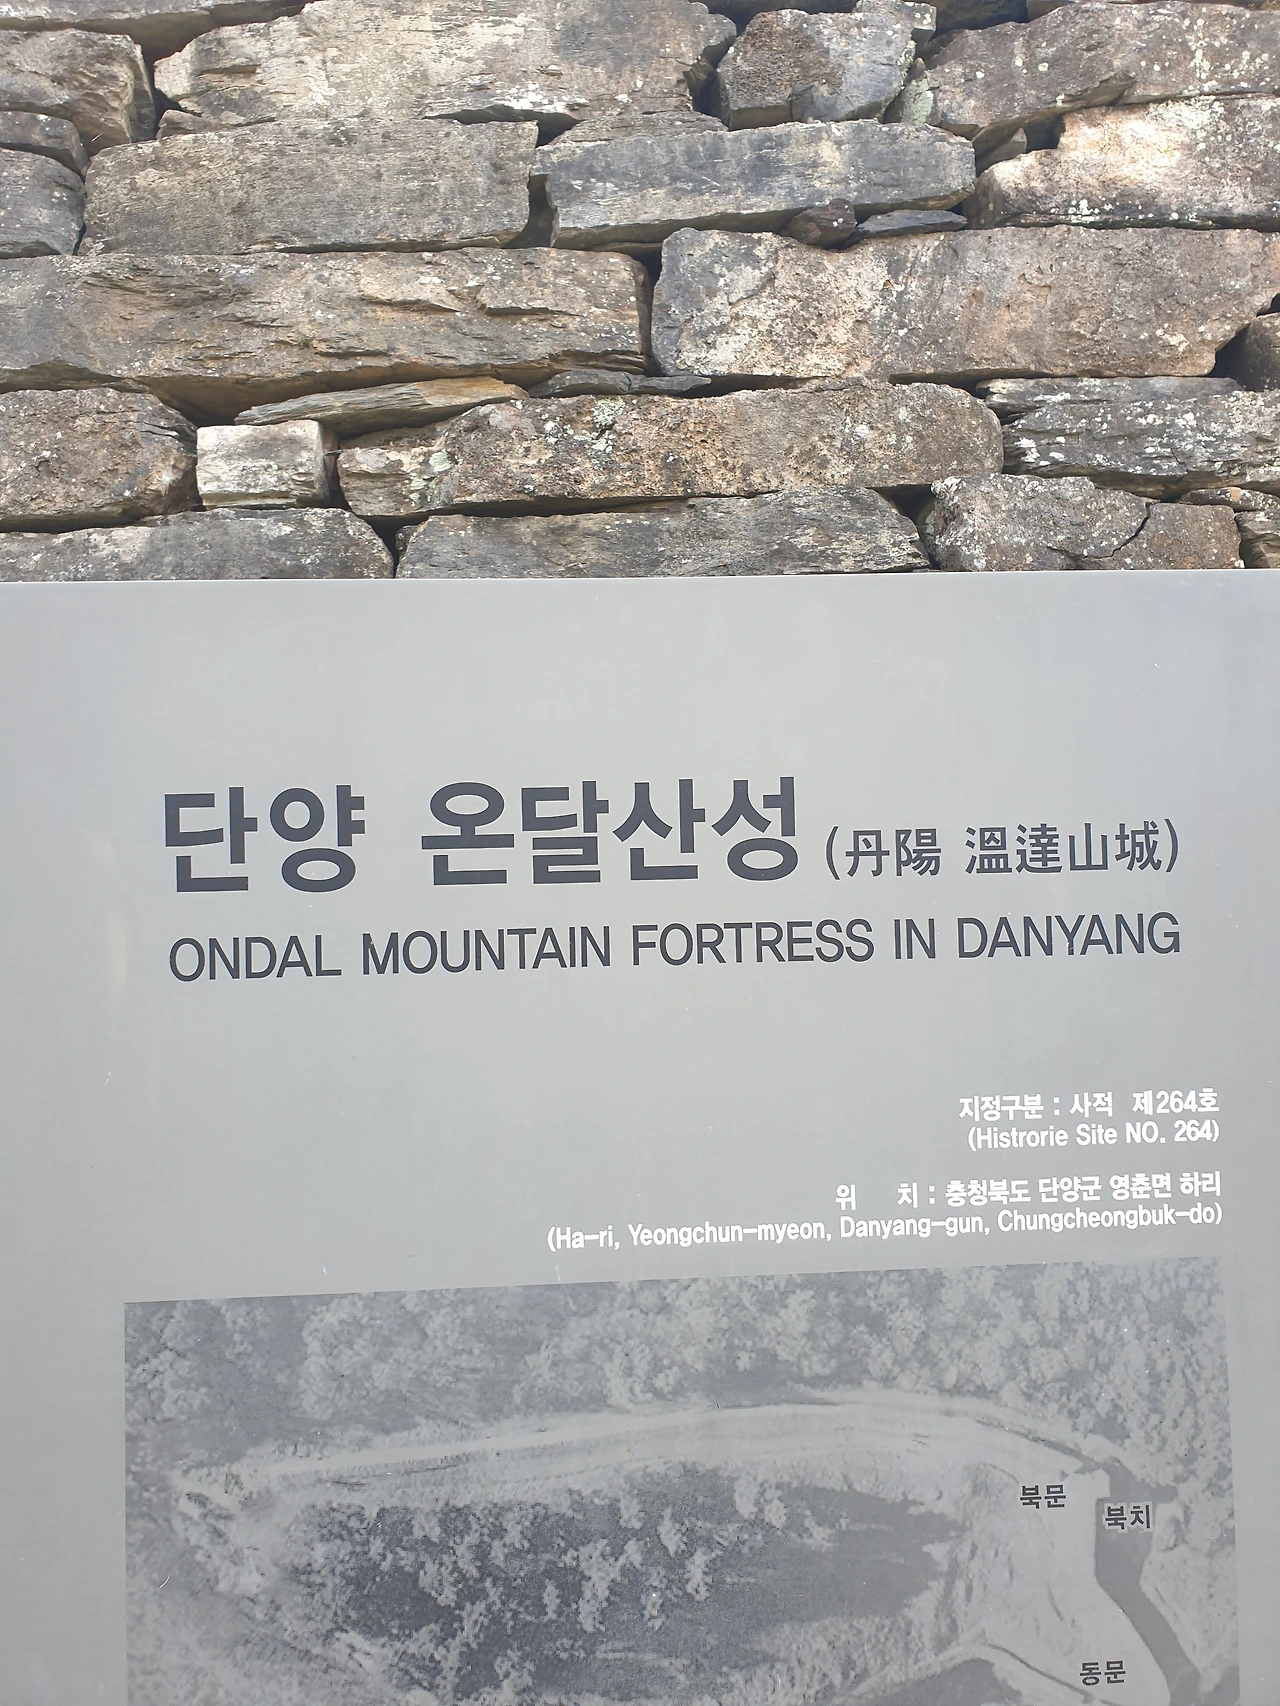 단양 온달산성 (丹陽 溫達山城)
ONDAL MOUNTAIN FORTRESS IN DANYANG
지정구분 : 사적 제264호
(Histrorie Site NO. 264)
위 치 : 충청북도 단양군 영춘면 하리
(Ha-ri, Yeongchun-myeon, Danyang-gun, Chungcheongbuk-do)
북문
북치
동문